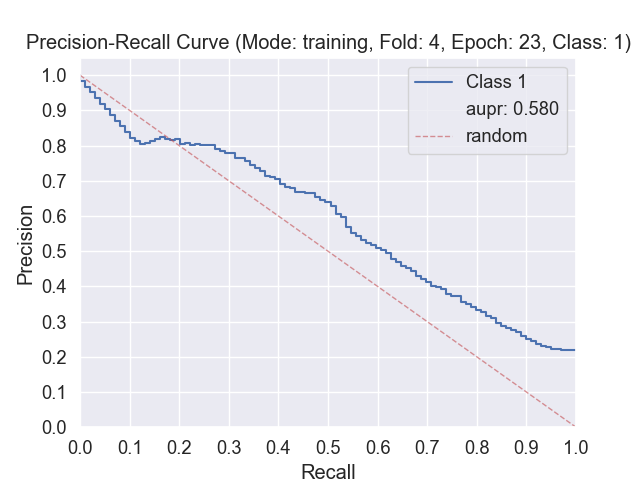 Precision-Recall Curve (Mode: training, Fold: 4, Epoch: 23, Class: 1)
1.0
0.9
0.8
0.7
0.6
0.5
0.4
0.3
0.2
0.1
0.0
Precision
Class 1
aupr: 0.580
random
0.0 0.1 0.2 0.3 0.4 0.5 0.6 0.7 0.8 0.9 1.0
Recall